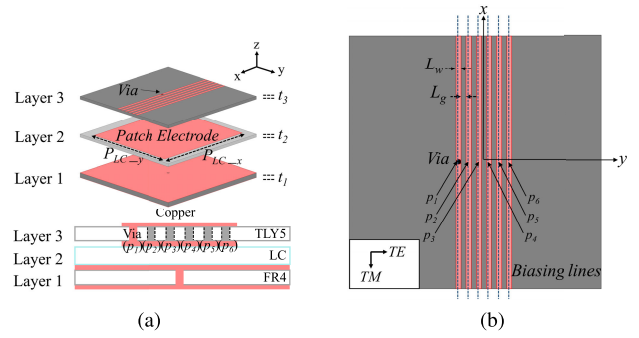 z
x
y
Via
Layer 3
t3
Layer 2
Patch Electrode
t2
PLC_y
PLC_x
Layer 1
t1
Copper
Layer 3
Via
TLY5
(p1)(p2)(p3)(p4)(p5)(p6)
Layer 2
LC
Layer 1
FR4
(a)
x
Lw
Lg
y
Via
p1
p2
p3
p6
p5
p4
TE
TM
Biasing lines
(b)